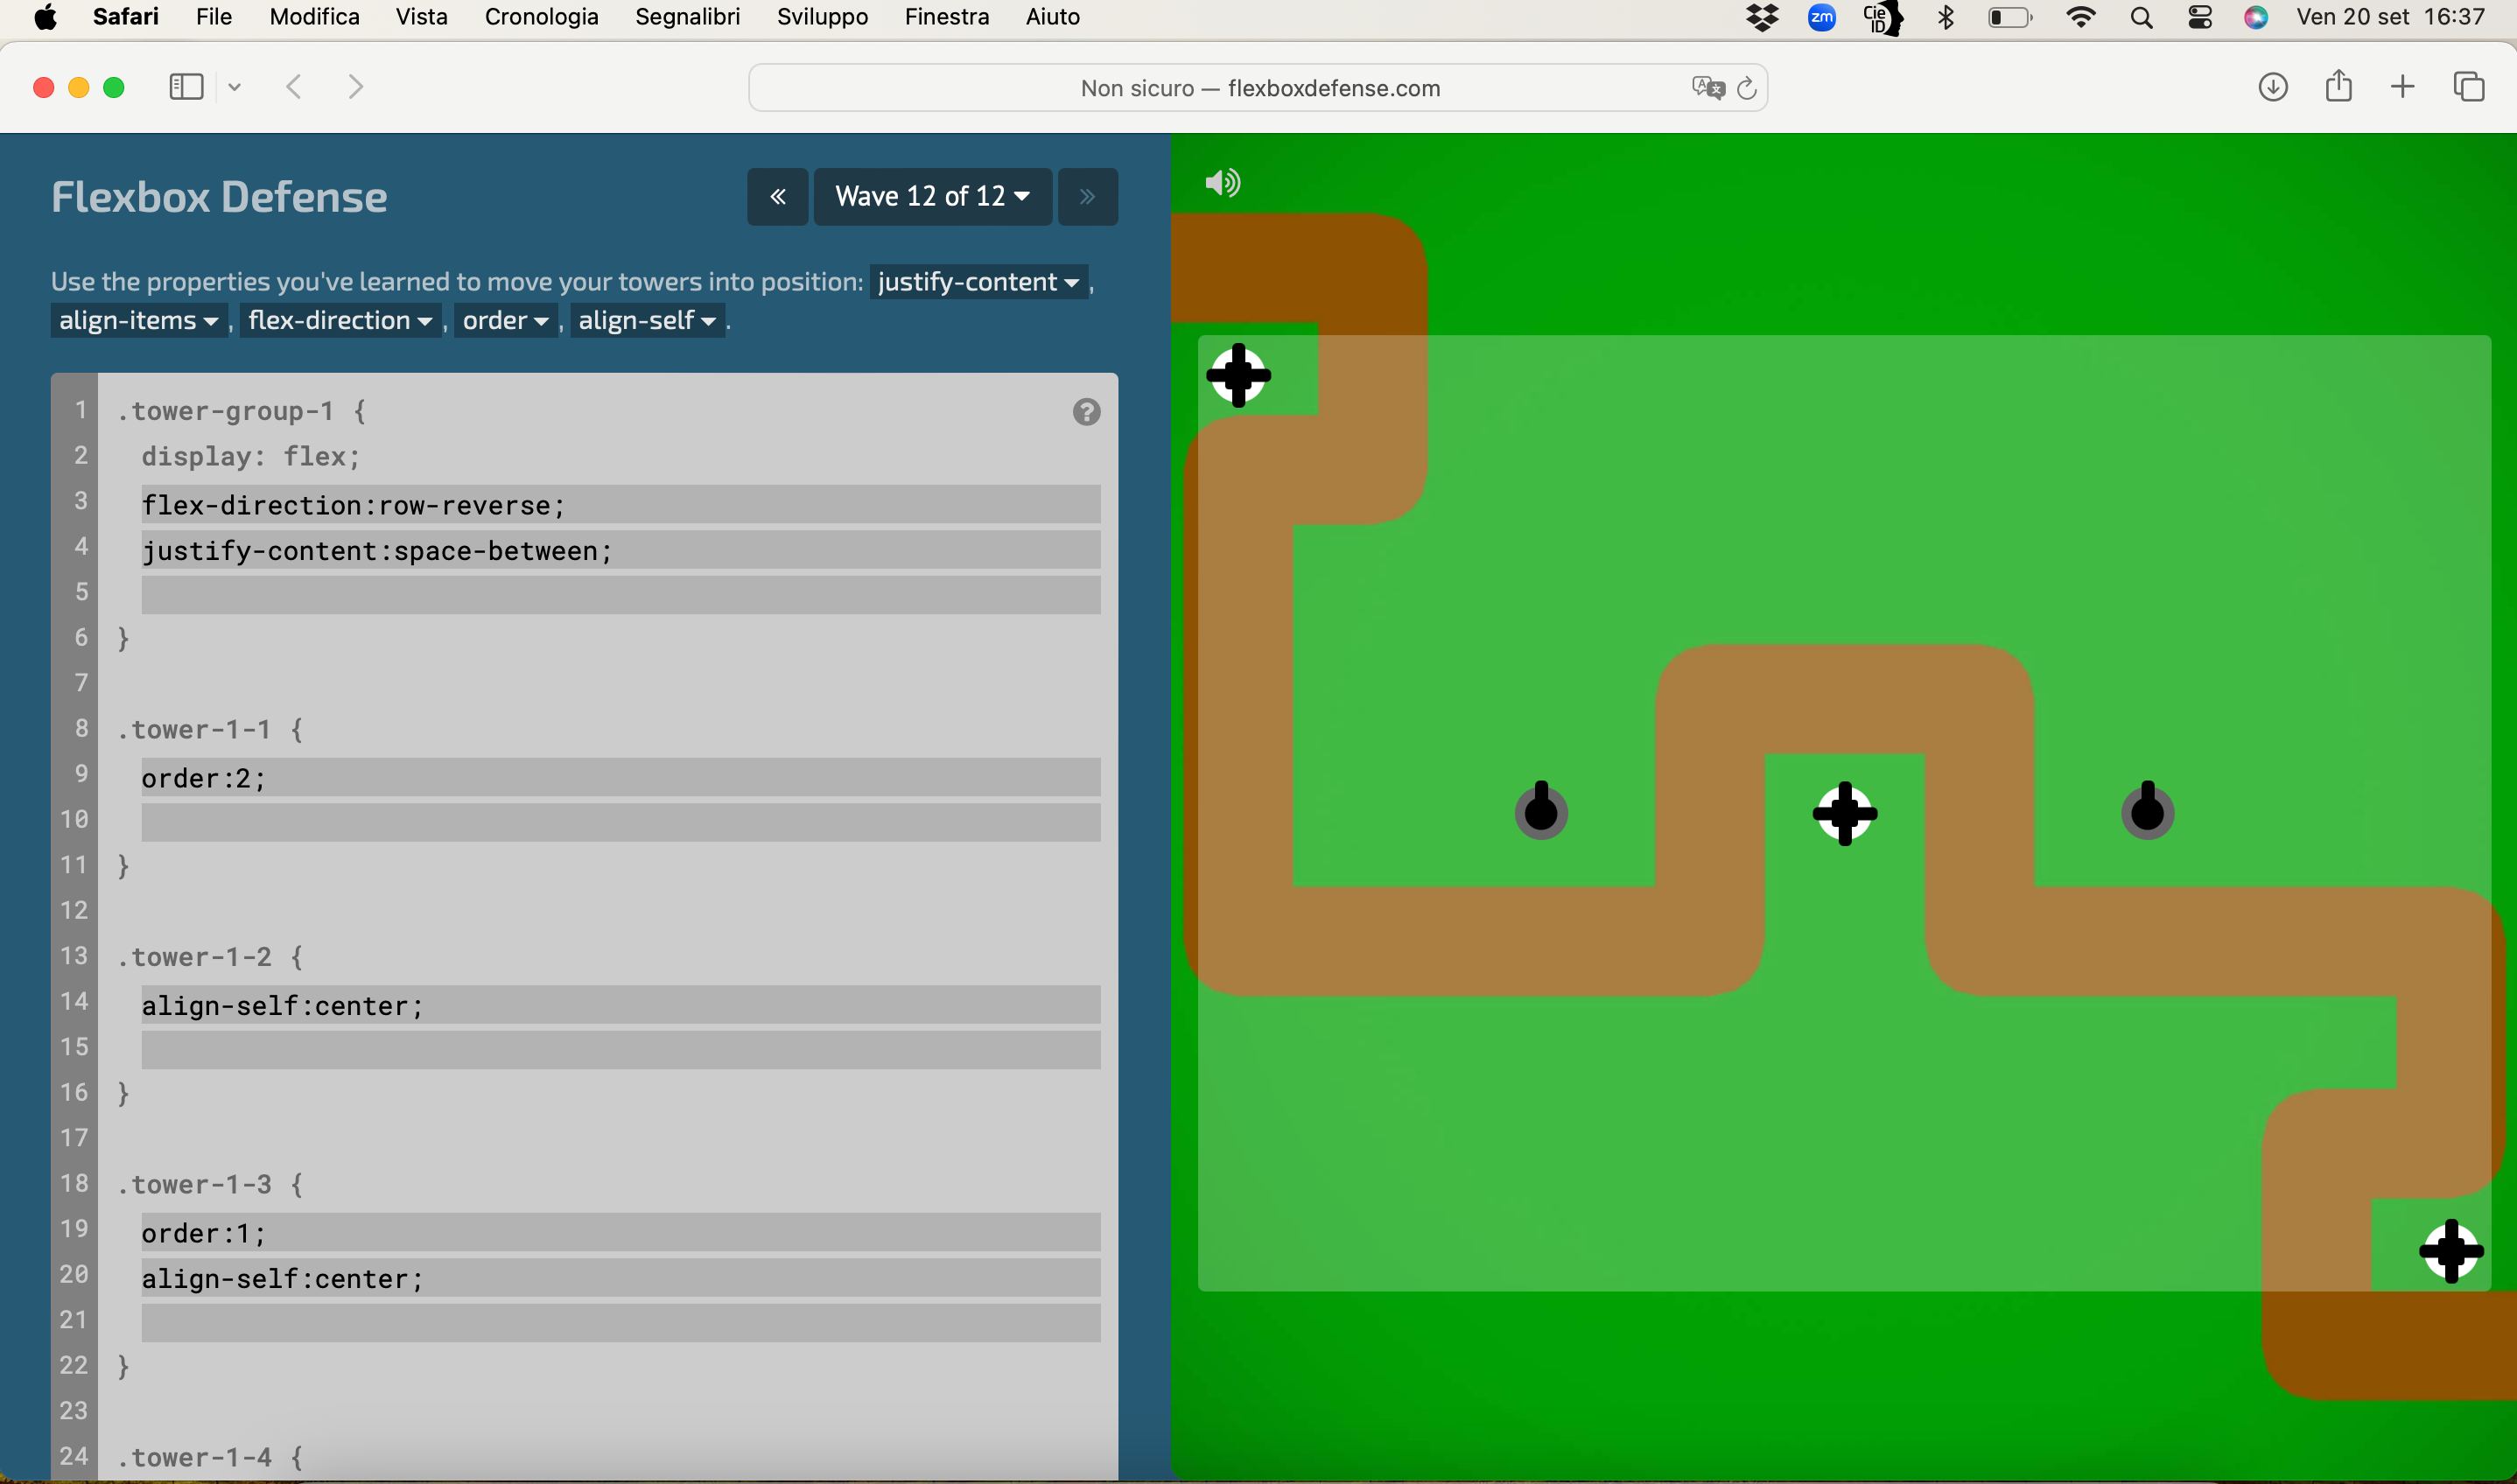 Safari File Modifica Vista Cronologia Segnalibri Sviluppo Finestra Aiuto zm Cie ID Ven 20 set 16:37
Non sicuro — flexboxdefense.com
Flexbox Defense
« Wave 12 of 12 »
Use the properties you've learned to move your towers into position: justify-content ,
align-items , flex-direction , order , align-self .
1 .tower-group-1 { ?
2 display: flex;
3 flex-direction:row-reverse;
4 justify-content:space-between;
5
6 }
7
8 .tower-1-1 {
9 order:2;
10
11 }
12
13 .tower-1-2 {
14 align-self:center;
15
16 }
17
18 .tower-1-3 {
19 order:1;
20 align-self:center;
21
22 }
23
24 .tower-1-4 {